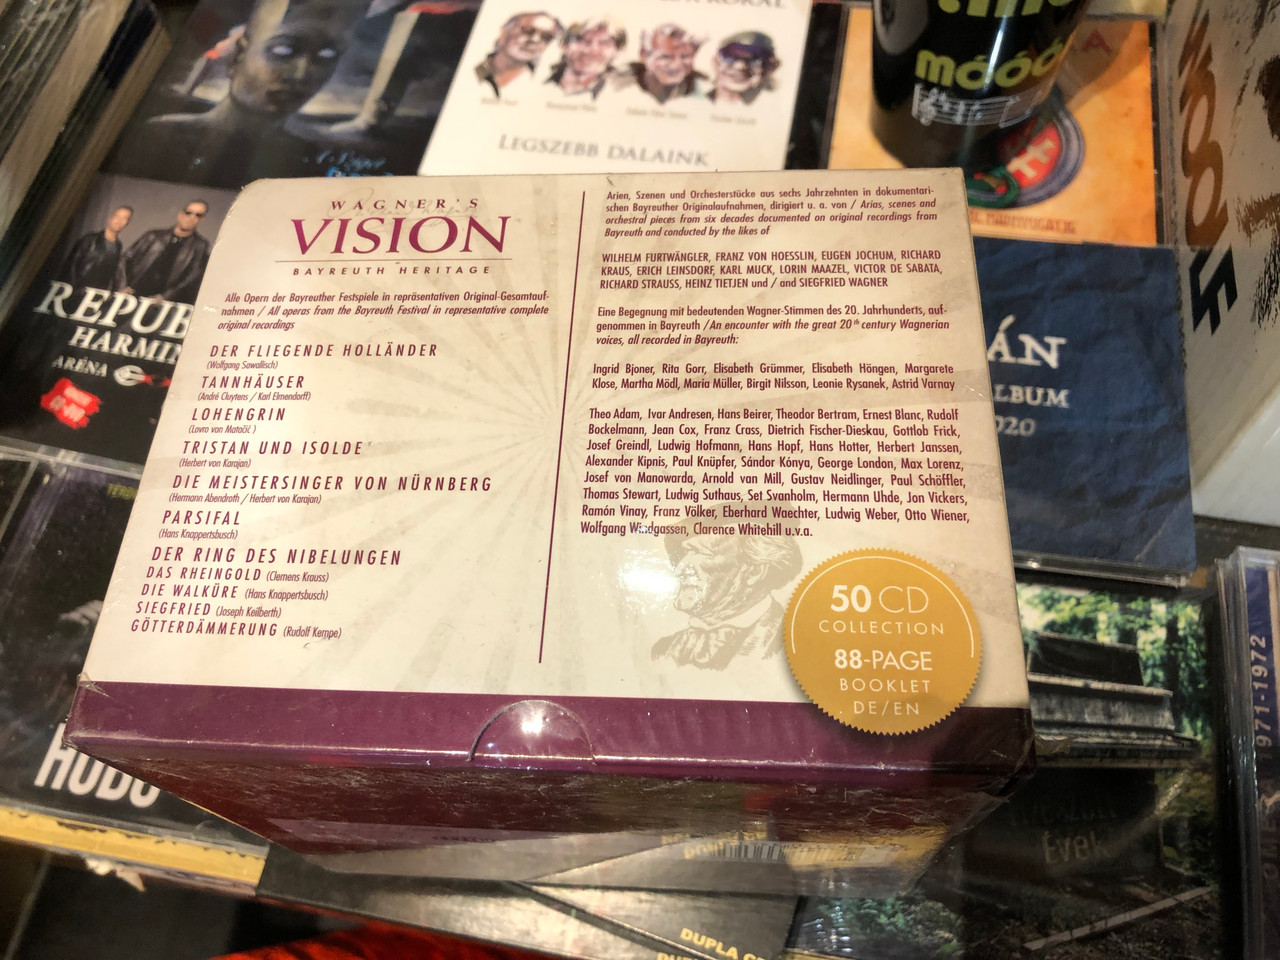 LEGSZEBB DALAINK
móóó
WAGNER'S
VISION
BAYREUTH HERITAGE
Alle Opern der Bayreuther Festspiele in repräsentativen Original-Gesamtauf-
nahmen / All operas from the Bayreuth Festival in representative complete
original recordings
DER FLIEGENDE HOLLÄNDER
(Wolfgang Sawallisch)
TANNHÄUSER
(André Cluytens / Karl Elmendorff)
LOHENGRIN
(Lovro von Matačić )
TRISTAN UND ISOLDE
(Herbert von Karajan)
DIE MEISTERSINGER VON NÜRNBERG
(Hermann Abendroth / Herbert von Karajan)
PARSIFAL
(Hans Knappertsbusch)
DER RING DES NIBELUNGEN
DAS RHEINGOLD (Clemens Krauss)
DIE WALKÜRE (Hans Knappertsbusch)
SIEGFRIED (Joseph Keilberth)
GÖTTERDÄMMERUNG (Rudolf Kempe)
Arien, Szenen und Orchesterstücke aus sechs Jahrzehnten in dokumentari-
schen Bayreuther Originalaufnahmen, dirigiert u. a. von / Arias, scenes and
orchestral pieces from six decades documented on original recordings from
Bayreuth and conducted by the likes of
WILHELM FURTWÄNGLER, FRANZ VON HOESSLIN, EUGEN JOCHUM, RICHARD
KRAUS, ERICH LEINSDORF, KARL MUCK, LORIN MAAZEL, VICTOR DE SABATA,
RICHARD STRAUSS, HEINZ TIETJEN und / and SIEGFRIED WAGNER
Eine Begegnung mit bedeutenden Wagner-Stimmen des 20. Jahrhunderts, auf-
genommen in Bayreuth /An encounter with the great 20th century Wagnerian
voices, all recorded in Bayreuth:
Ingrid Bjoner, Rita Gorr, Elisabeth Grümmer, Elisabeth Höngen, Margarete
Klose, Martha Mödl, Maria Müller, Birgit Nilsson, Leonie Rysanek, Astrid Varnay
Theo Adam, Ivar Andresen, Hans Beirer, Theodor Bertram, Ernest Blanc, Rudolf
Bockelmann, Jean Cox, Franz Crass, Dietrich Fischer-Dieskau, Gottlob Frick,
Josef Greindl, Ludwig Hofmann, Hans Hopf, Hans Hotter, Herbert Janssen,
Alexander Kipnis, Paul Knüpfer, Sándor Kónya, George London, Max Lorenz,
Josef von Manowarda, Arnold van Mill, Gustav Neidlinger, Paul Schöffler,
Thomas Stewart, Ludwig Suthaus, Set Svanholm, Hermann Uhde, Jon Vickers,
Ramón Vinay, Franz Völker, Eberhard Waechter, Ludwig Weber, Otto Wiener,
Wolfgang Windgassen, Clarence Whitehill u.v.a.
50 CD
COLLECTION
88-PAGE
BOOKLET
DE/EN
REPUB
HARMIN
ARÉNA
ÁN
LBUM
020
971-1972
HOBO
Évek
DUPLA